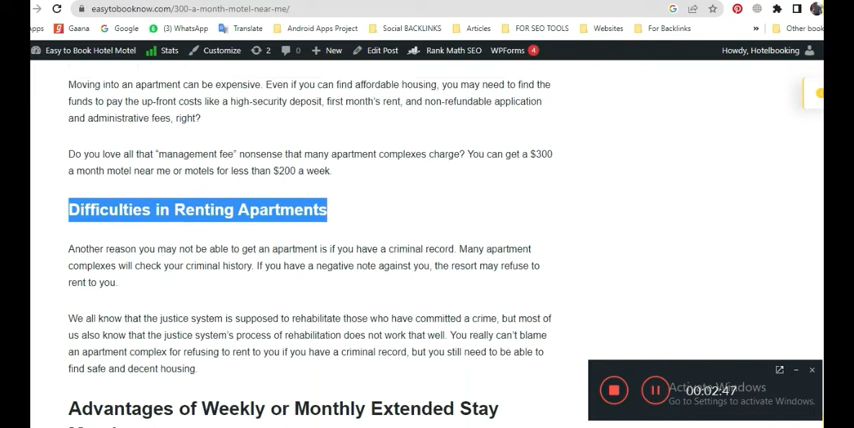 easytobooknow.com/300-a-month-motel-near-me/
Apps
Gaana
Google
(3) WhatsApp
Translate
Android Apps Project
Social BACKLINKS
Articles
FOR SEO TOOLS
Websites
For Backlinks
»
Other book
Easy to Book Hotel Motel
Stats
Customize
2
0
New
Edit Post
Rank Math SEO
WPForms 4
Howdy, Hotelbooking
Moving into an apartment can be expensive. Even if you can find affordable housing, you may need to find the
funds to pay the up-front costs like a high-security deposit, first month's rent, and non-refundable application
and administrative fees, right?
Do you love all that “management fee” nonsense that many apartment complexes charge? You can get a $300
a month motel near me or motels for less than $200 a week.
Difficulties in Renting Apartments
Another reason you may not be able to get an apartment is if you have a criminal record. Many apartment
complexes will check your criminal history. If you have a negative note against you, the resort may refuse to
rent to you.
We all know that the justice system is supposed to rehabilitate those who have committed a crime, but most of
us also know that the justice system's process of rehabilitation does not work that well. You really can't blame
an apartment complex for refusing to rent to you if you have a criminal record, but you still need to be able to
find safe and decent housing.
Advantages of Weekly or Monthly Extended Stay
00:02:47
Activate Windows
Go to Settings to activate Windows.